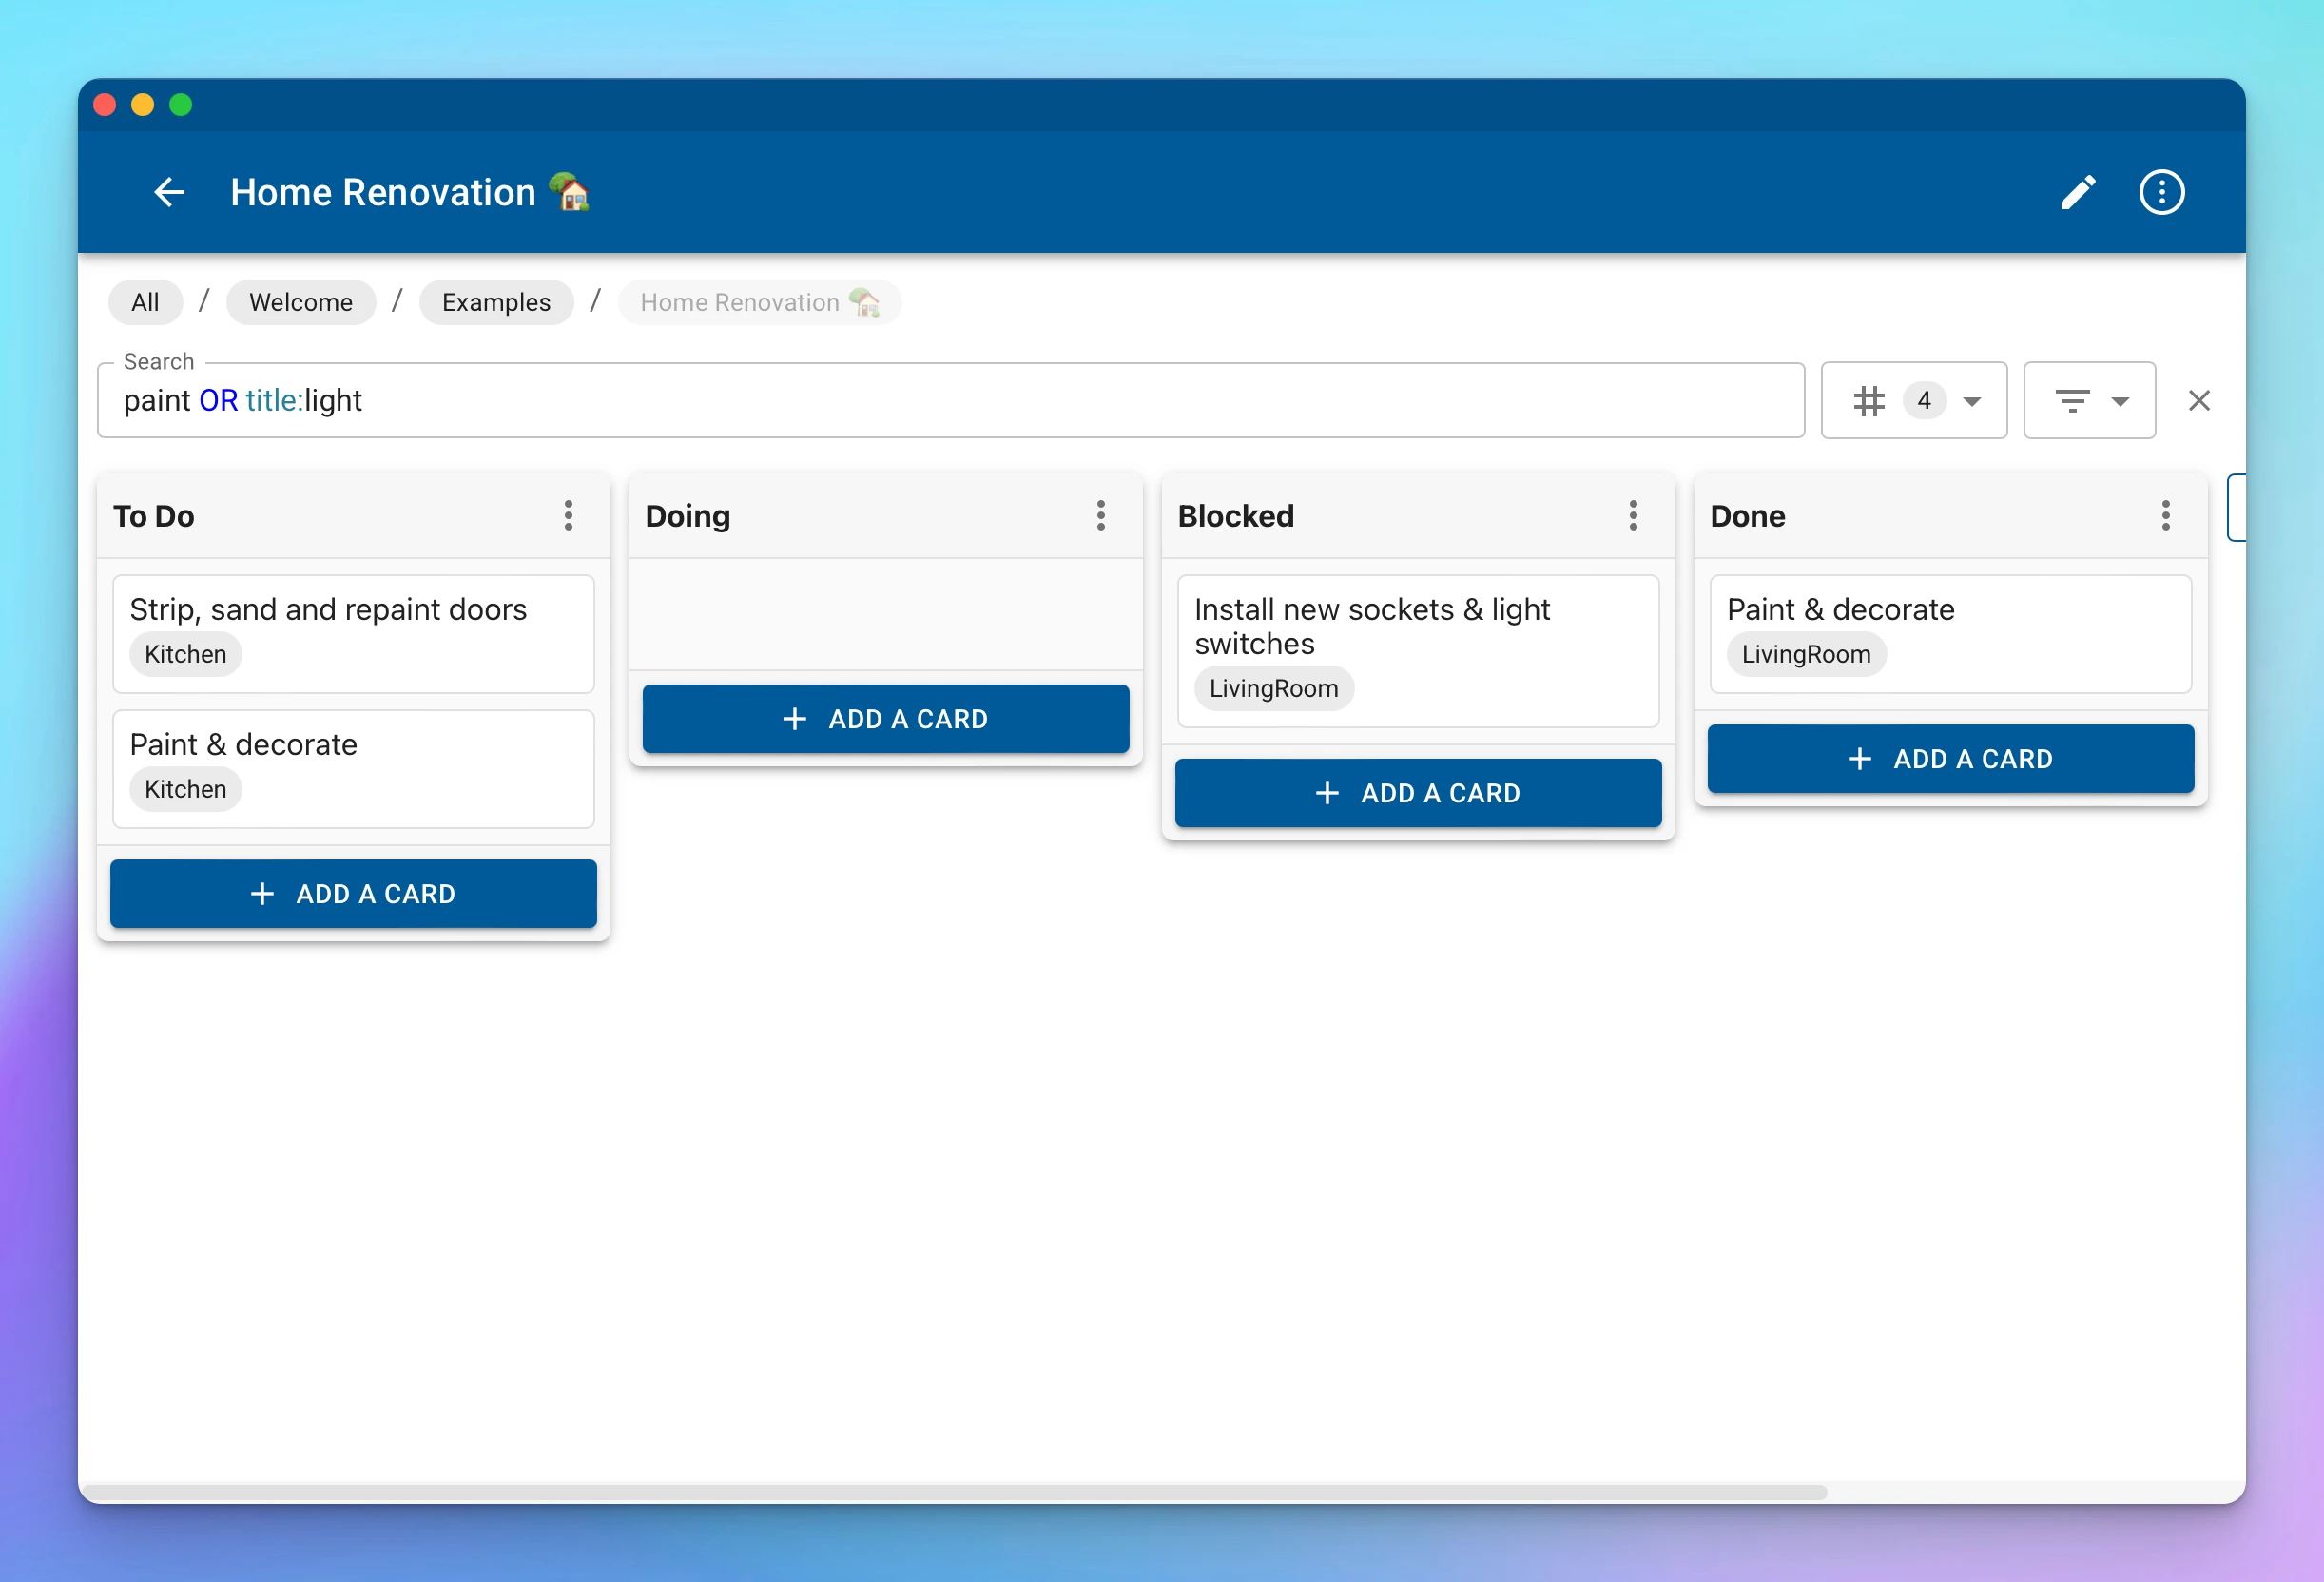 Home Renovation 🏡
All / Welcome / Examples / Home Renovation 🏡
Search
paint OR title:light
4
To Do
Strip, sand and repaint doors
Kitchen
Paint & decorate
Kitchen
+ ADD A CARD
Doing
+ ADD A CARD
Blocked
Install new sockets & light
switches
LivingRoom
+ ADD A CARD
Done
Paint & decorate
LivingRoom
+ ADD A CARD